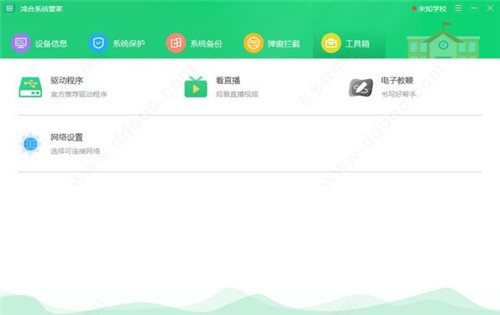 鸿合系统管家
未知学校
设备信息
系统保护
系统备份
弹窗拦截
工具箱
驱动程序
官方推荐驱动程序
看直播
观看直播视频
电子教鞭
书写好帮手
网络设置
选择可连接网络